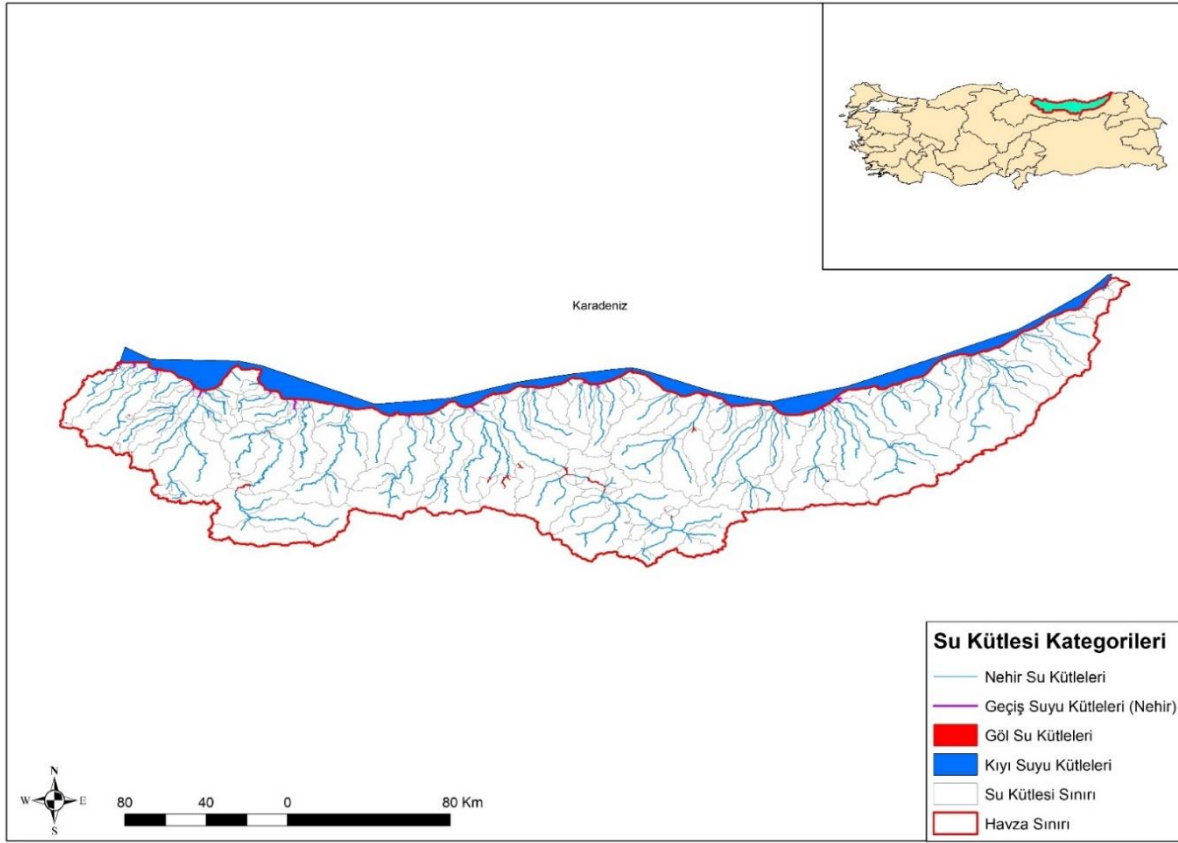 Karadeniz
Su Kütlesi Kategorileri
Nehir Su Kütleleri
Geçiş Suyu Kütleleri (Nehir)
Göl Su Kütleleri
Kıyı Suyu Kütleleri
Su Kütlesi Sınırı
Havza Sınırı
N
W E
S
80 40 0 80 Km